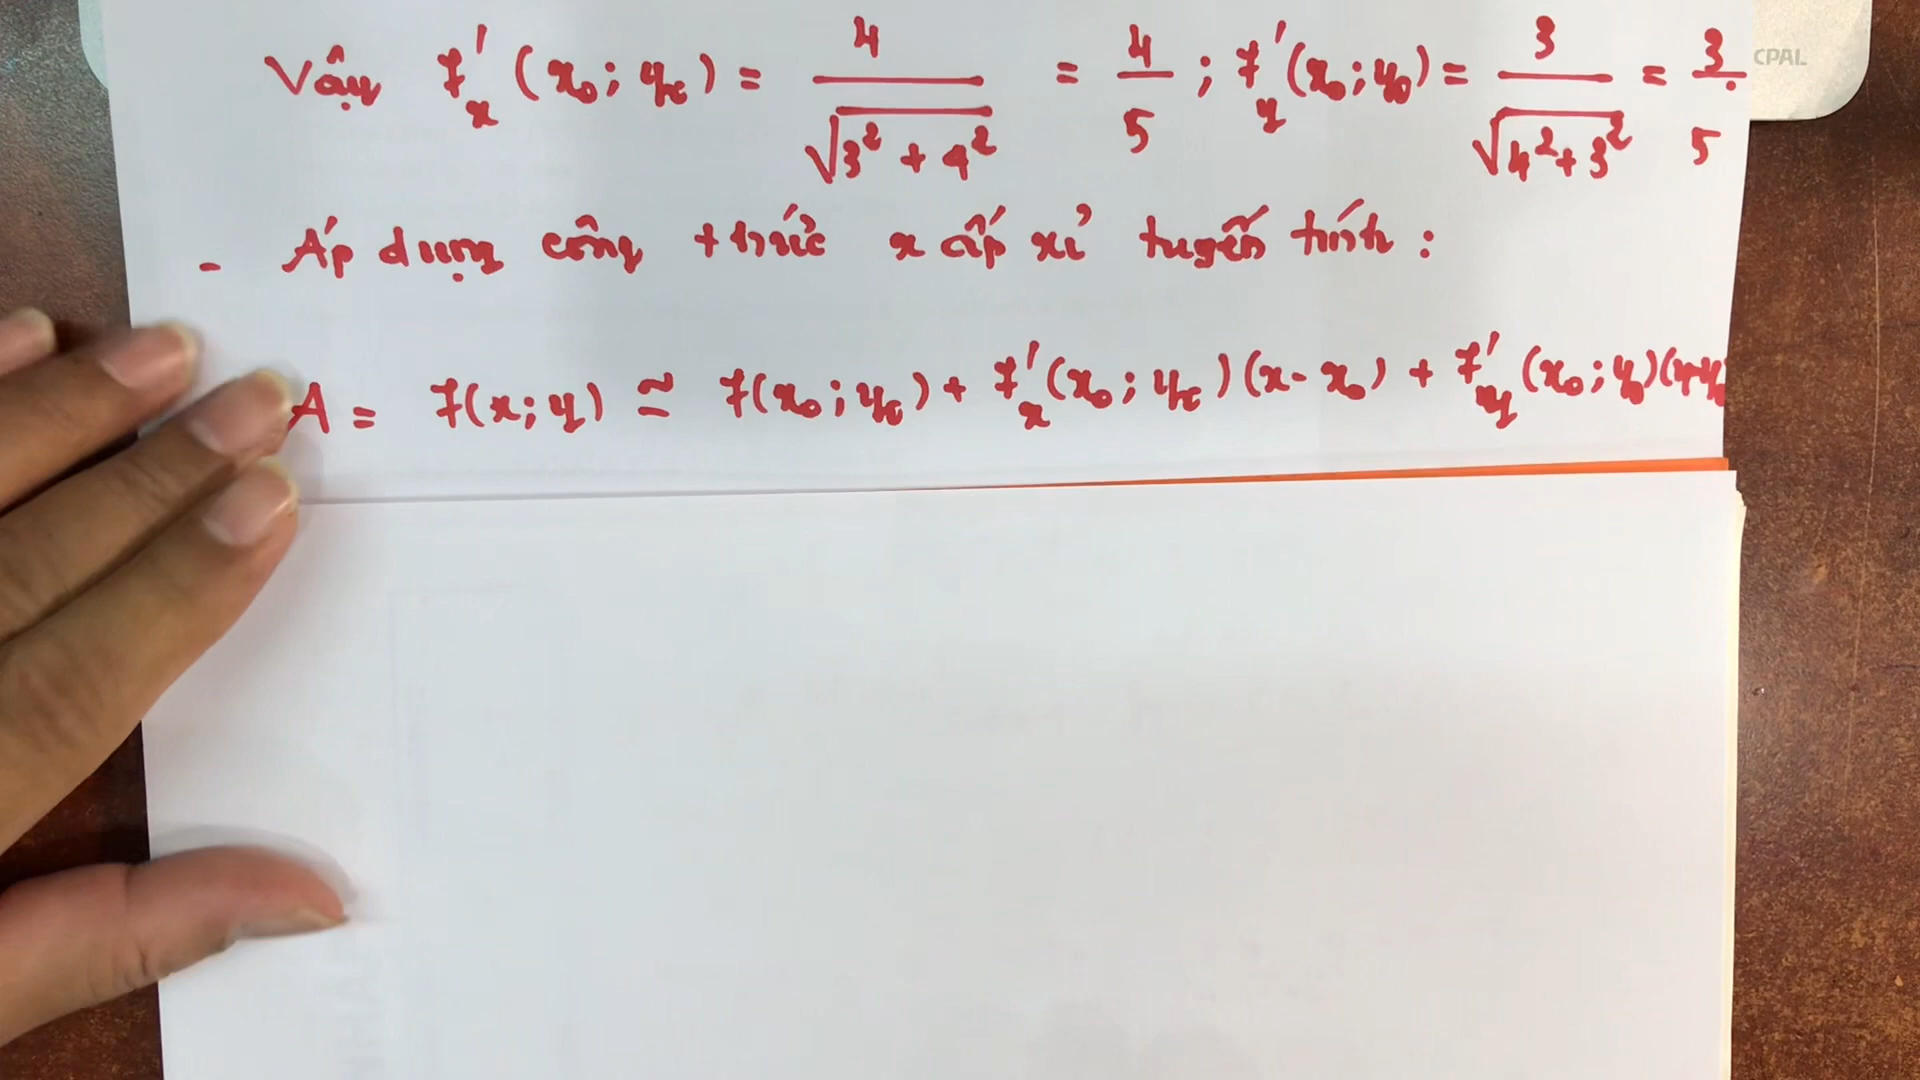 Vậy f'x (x₀; y₀) = 4/√(3² + 4²) = 4/5 ; f'y (x₀; y₀) = 3/√(4² + 3²) = 3/5
CPAL
- Áp dụng công thức xấp xỉ tuyến tính :
A = f(x; y) ≃ f(x₀; y₀) + f'x (x₀; y₀)(x - x₀) + f'y (x₀; y₀)(y-y₀